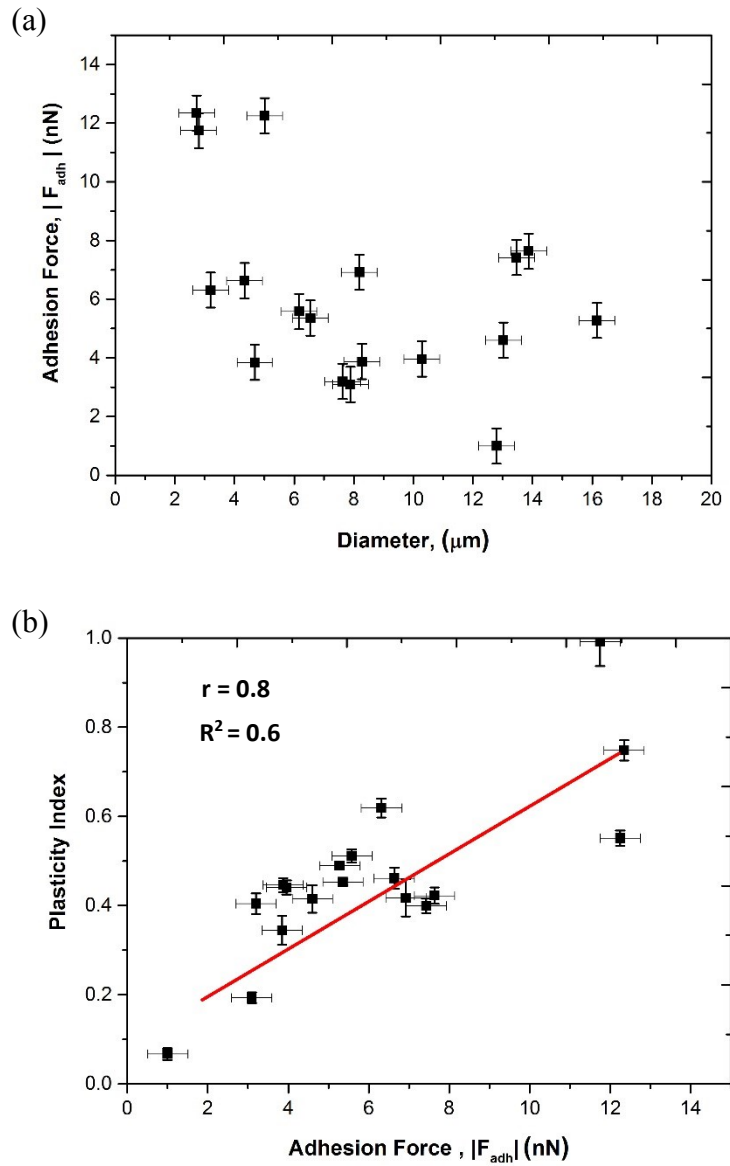 (a)
14
12
10
8
6
4
2
0
Adhesion Force, | F_adh | (nN)
0 2 4 6 8 10 12 14 16 18 20
Diameter, (μm)
(b)
1.0
0.8
0.6
0.4
0.2
0.0
Plasticity Index
r = 0.8
R² = 0.6
0 2 4 6 8 10 12 14
Adhesion Force , |F_adh| (nN)